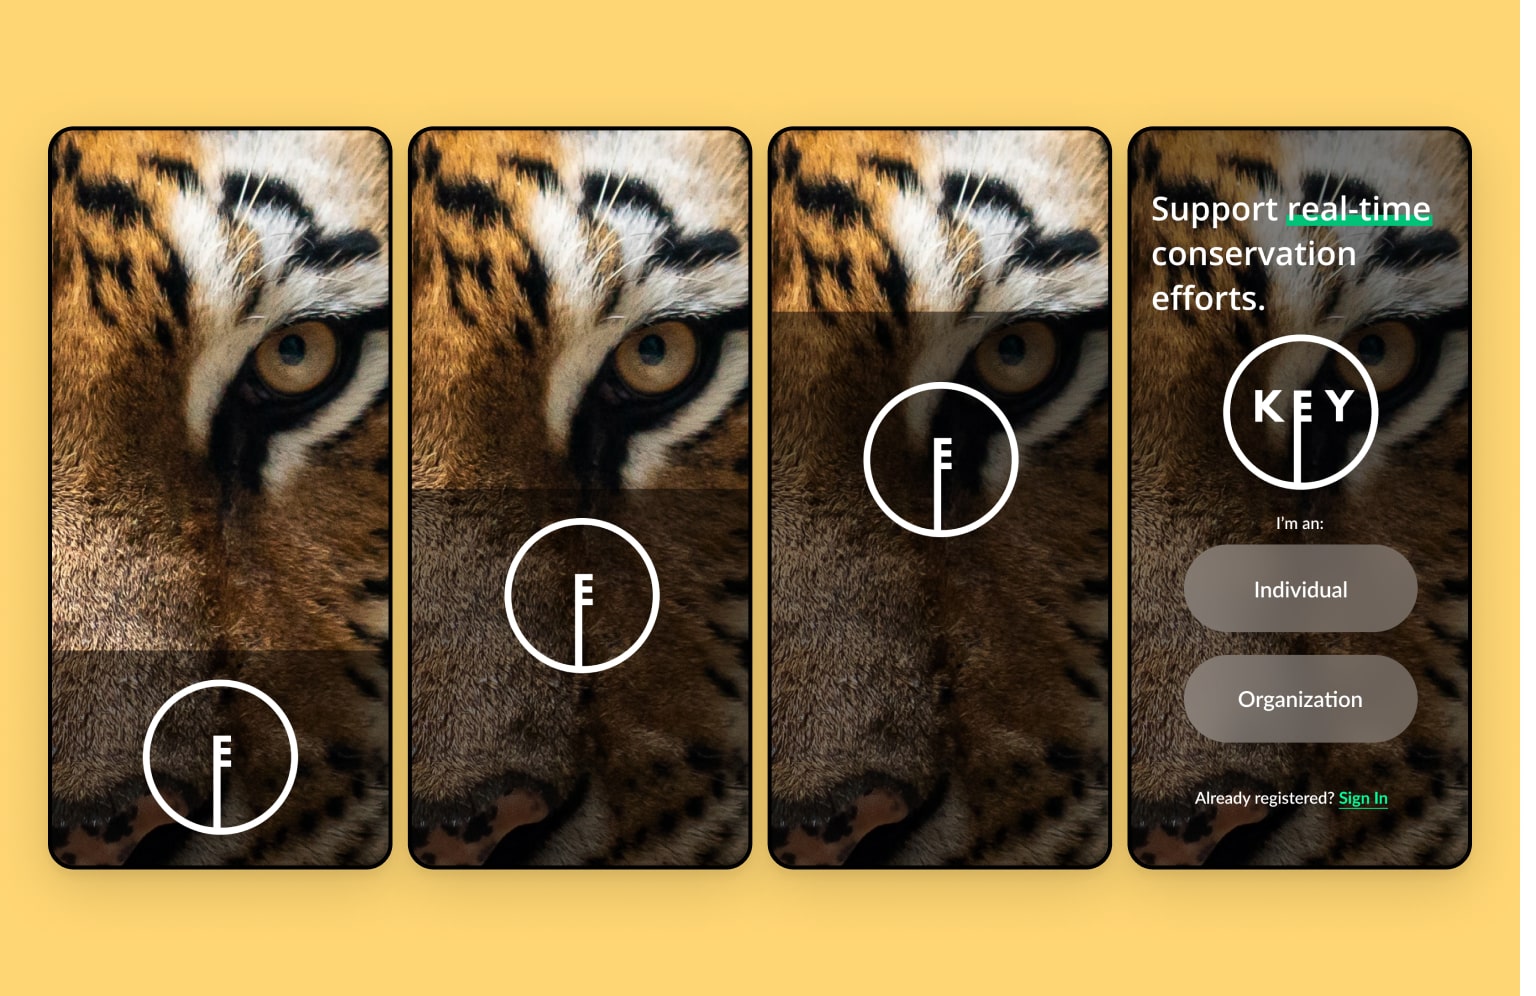 E
E
E
Support real-time
conservation
efforts.
KEY
I'm an:
Individual
Organization
Already registered? Sign In